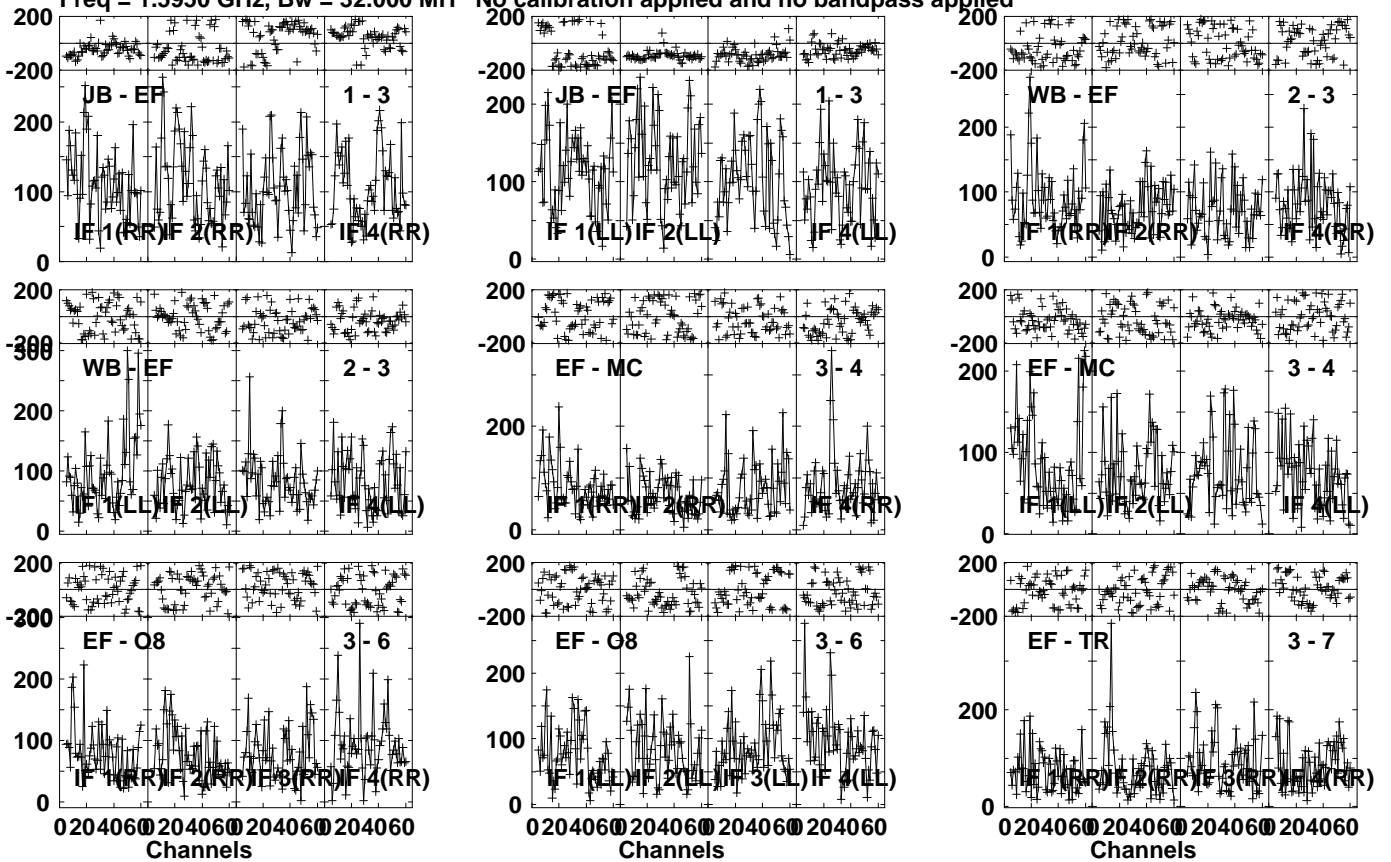 Freq = 1.5950 GHz, Bw = 32.000 MH No calibration applied and no bandpass applied
200
-200
JB - EF 1 - 3
200
100
0
IF 1(RR) IF 2(RR) IF 4(RR)
JB - EF 1 - 3
200
100
0
IF 1(LL) IF 2(LL) IF 4(LL)
200
-200
WB - EF 2 - 3
200
100
0
IF 1(RR) IF 2(RR) IF 4(RR)
200
-200
300
WB - EF 2 - 3
200
100
0
IF 1(LL) IF 2(LL) IF 4(LL)
200
-200
EF - MC 3 - 4
200
0
IF 1(RR) IF 2(RR) IF 4(RR)
200
-200
EF - MC 3 - 4
200
100
0
IF 1(LL) IF 2(LL) IF 4(LL)
200
-200
300
EF - O8 3 - 6
200
100
0
IF 1(RR) IF 2(RR) IF 3(RR) IF 4(RR)
0 20 40 60 0 20 40 60 0 20 40 60 0 20 40 60
Channels
200
-200
EF - O8 3 - 6
200
100
0
IF 1(LL) IF 2(LL) IF 3(LL) IF 4(LL)
0 20 40 60 0 20 40 60 0 20 40 60 0 20 40 60
Channels
200
-200
EF - TR 3 - 7
200
0
IF 1(RR) IF 2(RR) IF 3(RR) IF 4(RR)
0 20 40 60 0 20 40 60 0 20 40 60 0 20 40 60
Channels